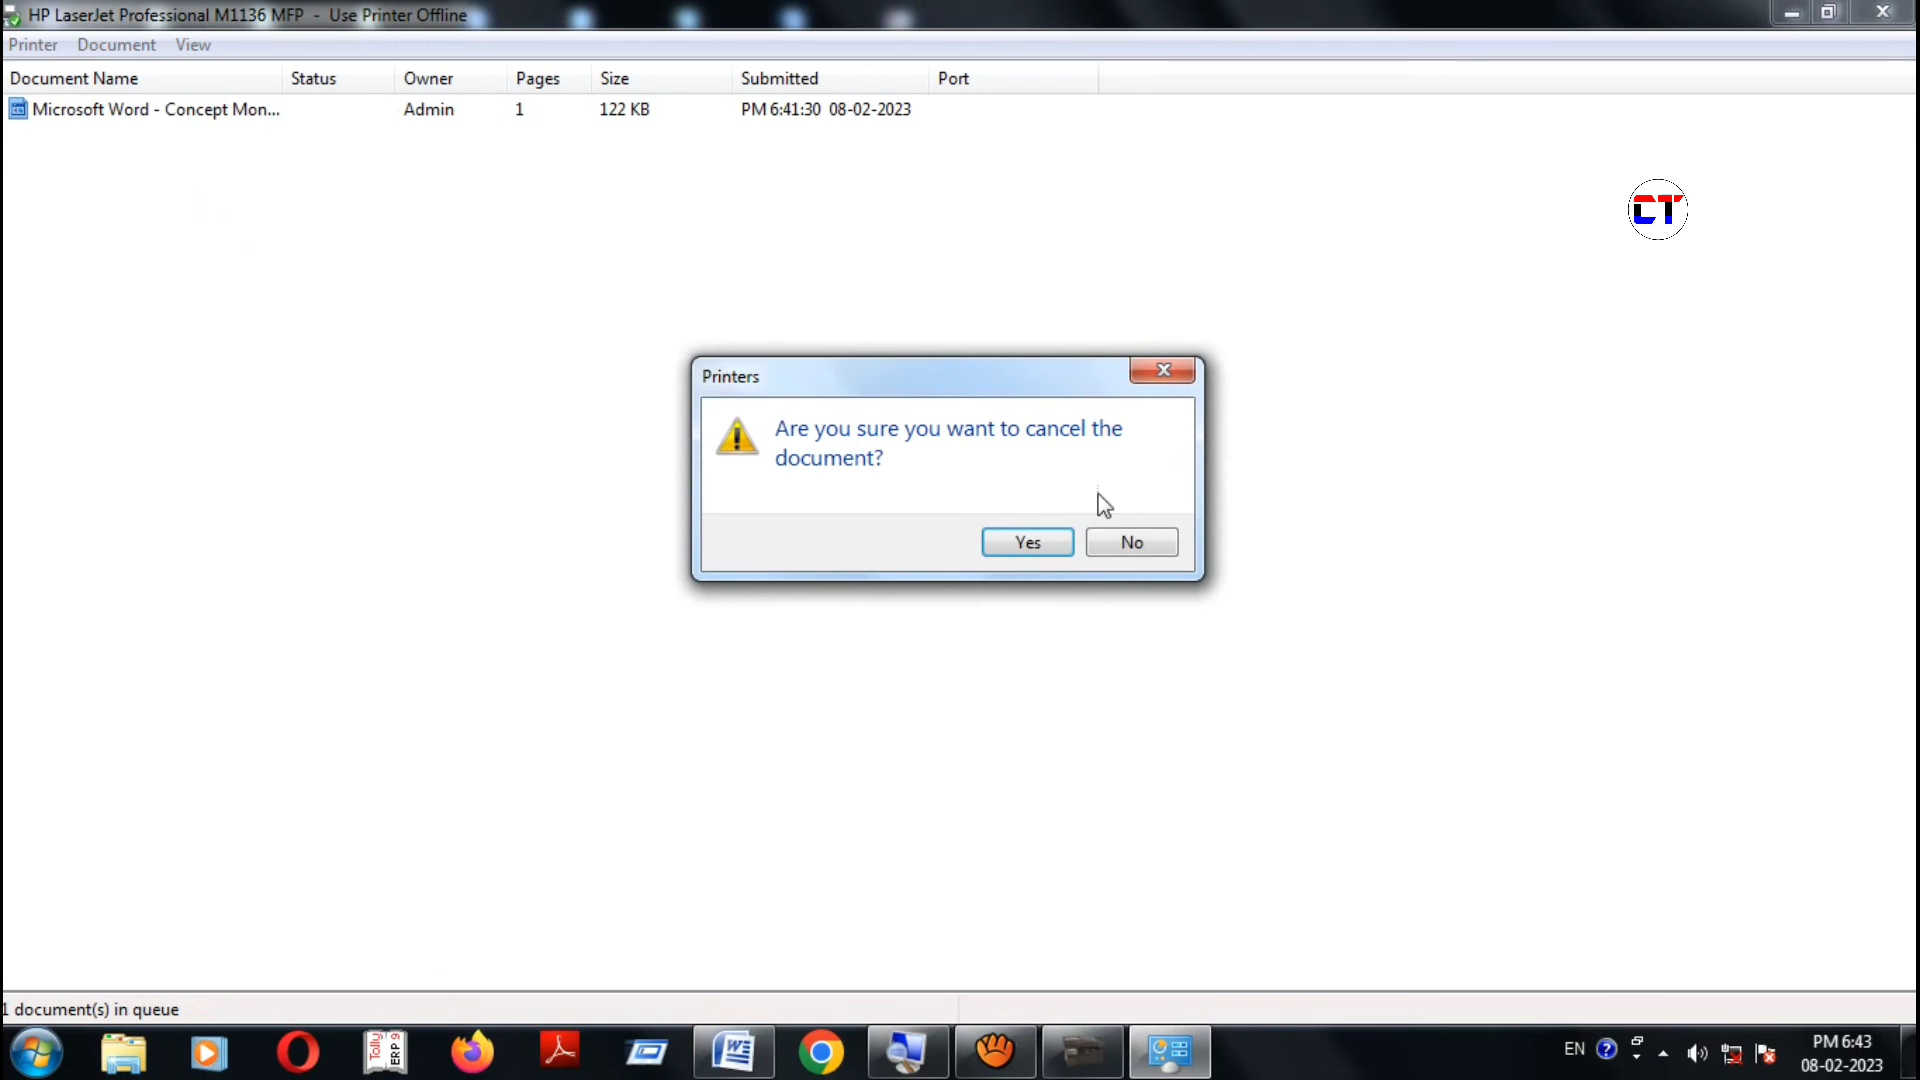 HP LaserJet Professional M1136 MFP - Use Printer Offline
Printer Document View
Document Name Status Owner Pages Size Submitted Port
Microsoft Word - Concept Mon... Admin 1 122 KB PM 6:41:30 08-02-2023
CT
Printers
Are you sure you want to cancel the
document?
Yes No
1 document(s) in queue
Tally
ERP 9
EN
PM 6:43
08-02-2023